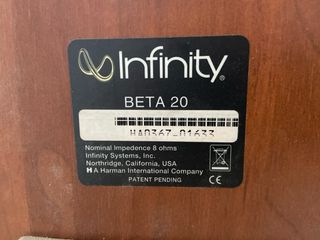 Infinity®
BETA 20
HA0367-01633
Nominal Impedence 8 ohms
Infinity Systems, Inc.
Northridge, California, USA
H A Harman International Company
PATENT PENDING
CE